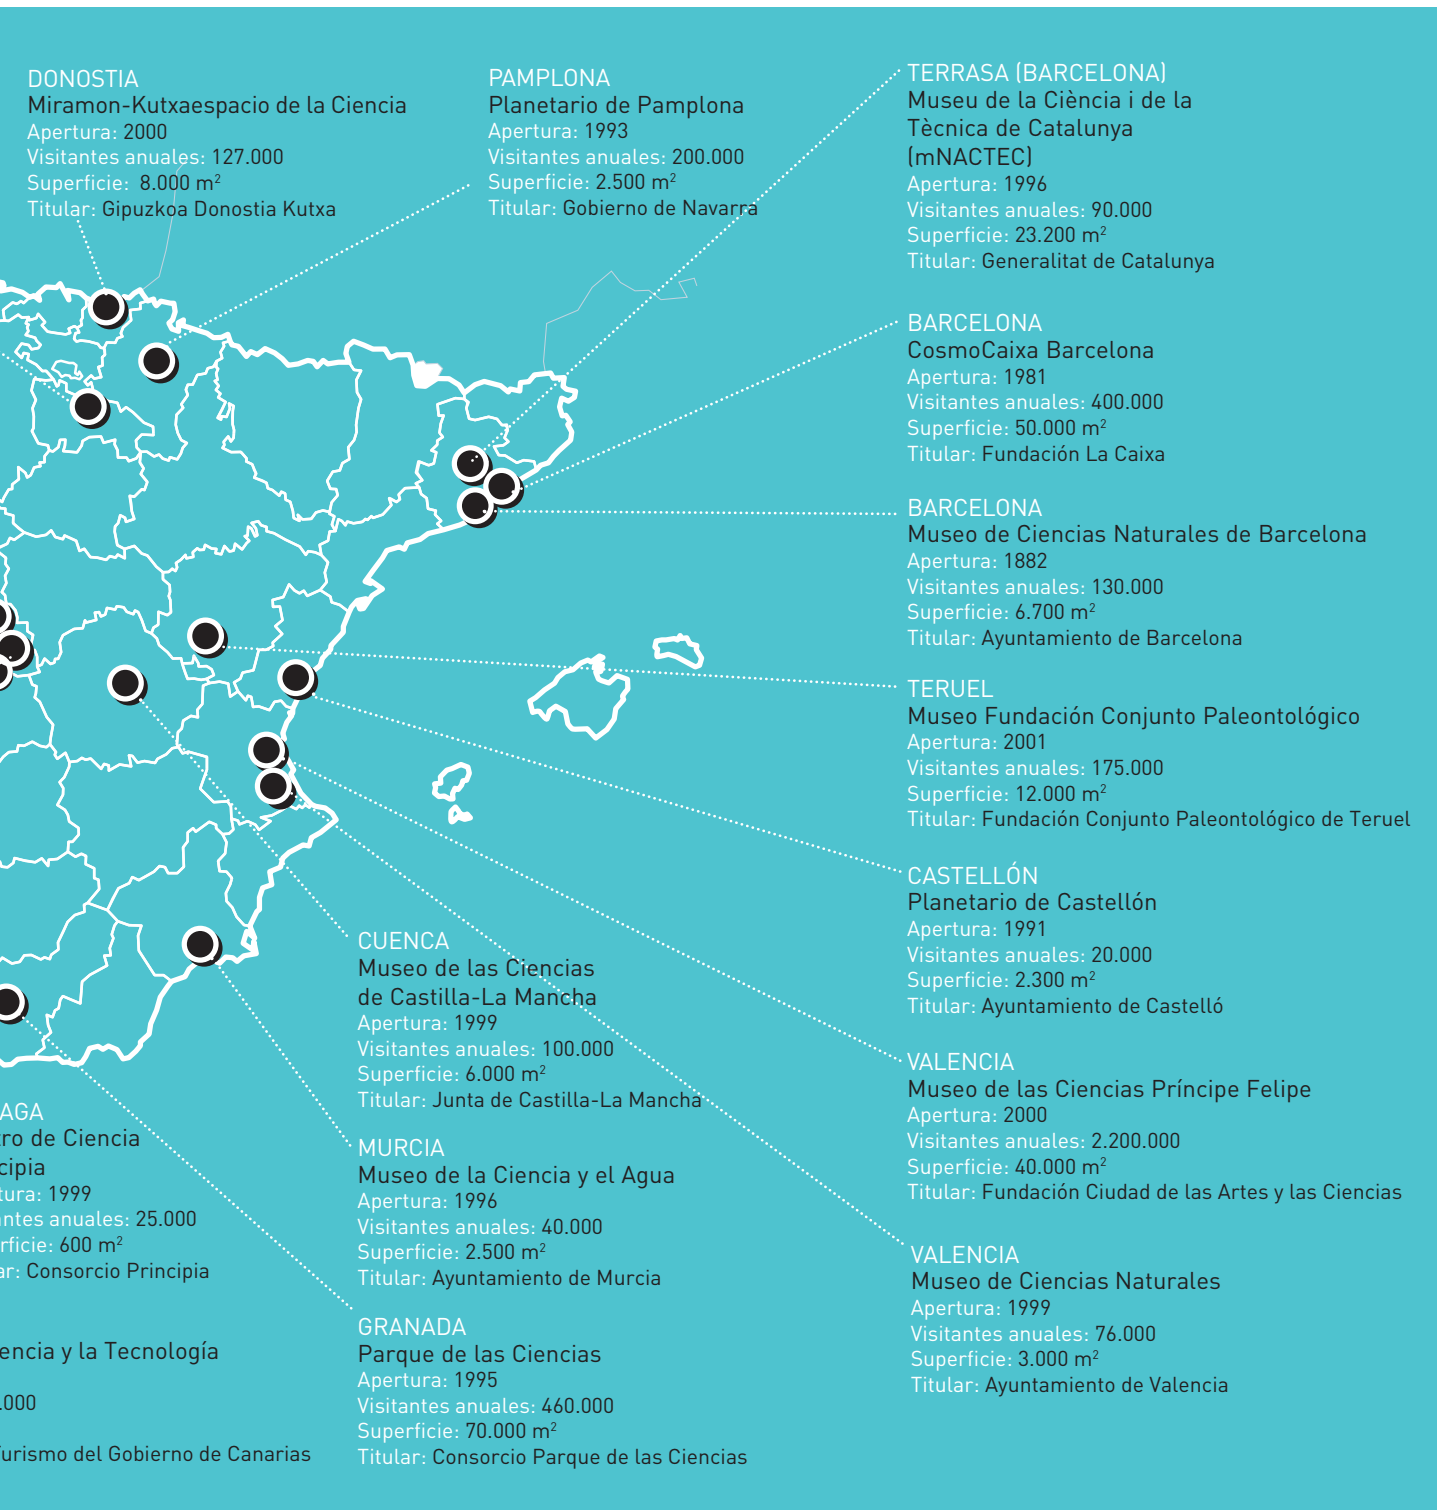 DONOSTIA
Miramon-Kutxaespacio de la Ciencia
Apertura: 2000
Visitantes anuales: 127.000
Superficie: 8.000 m²
Titular: Gipuzkoa Donostia Kutxa
PAMPLONA
Planetario de Pamplona
Apertura: 1993
Visitantes anuales: 200.000
Superficie: 2.500 m²
Titular: Gobierno de Navarra
TERRASA (BARCELONA)
Museu de la Ciència i de la
Tècnica de Catalunya
(mNACTEC)
Apertura: 1996
Visitantes anuales: 90.000
Superficie: 23.200 m²
Titular: Generalitat de Catalunya
BARCELONA
CosmoCaixa Barcelona
Apertura: 1981
Visitantes anuales: 400.000
Superficie: 50.000 m²
Titular: Fundación La Caixa
BARCELONA
Museo de Ciencias Naturales de Barcelona
Apertura: 1882
Visitantes anuales: 130.000
Superficie: 6.700 m²
Titular: Ayuntamiento de Barcelona
TERUEL
Museo Fundación Conjunto Paleontológico
Apertura: 2001
Visitantes anuales: 175.000
Superficie: 12.000 m²
Titular: Fundación Conjunto Paleontológico de Teruel
CASTELLÓN
Planetario de Castellón
Apertura: 1991
Visitantes anuales: 20.000
Superficie: 2.300 m²
Titular: Ayuntamiento de Castelló
VALENCIA
Museo de las Ciencias Príncipe Felipe
Apertura: 2000
Visitantes anuales: 2.200.000
Superficie: 40.000 m²
Titular: Fundación Ciudad de las Artes y las Ciencias
VALENCIA
Museo de Ciencias Naturales
Apertura: 1999
Visitantes anuales: 76.000
Superficie: 3.000 m²
Titular: Ayuntamiento de Valencia
CUENCA
Museo de las Ciencias
de Castilla-La Mancha
Apertura: 1999
Visitantes anuales: 100.000
Superficie: 6.000 m²
Titular: Junta de Castilla-La Mancha
MURCIA
Museo de la Ciencia y el Agua
Apertura: 1996
Visitantes anuales: 40.000
Superficie: 2.500 m²
Titular: Ayuntamiento de Murcia
GRANADA
Parque de las Ciencias
Apertura: 1995
Visitantes anuales: 460.000
Superficie: 70.000 m²
Titular: Consorcio Parque de las Ciencias
AGA
tro de Ciencia
cipia
tura: 1999
antes anuales: 25.000
rficie: 600 m²
ar: Consorcio Principia
encia y la Tecnología
.000
Turismo del Gobierno de Canarias